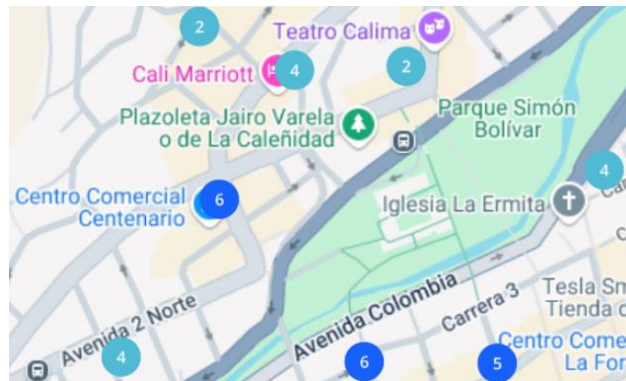 2
Teatro Calima
Cali Marriott
4
2
Plazoleta Jairo Varela
o de La Caleñidad
Parque Simón
Bolívar
4
Centro Comercial
Centenario
6
Iglesia La Ermita
Tesla Sm
Tienda d
Avenida Colombia
Carrera 3
Avenida 2 Norte
4
6
5
Centro Come
La For